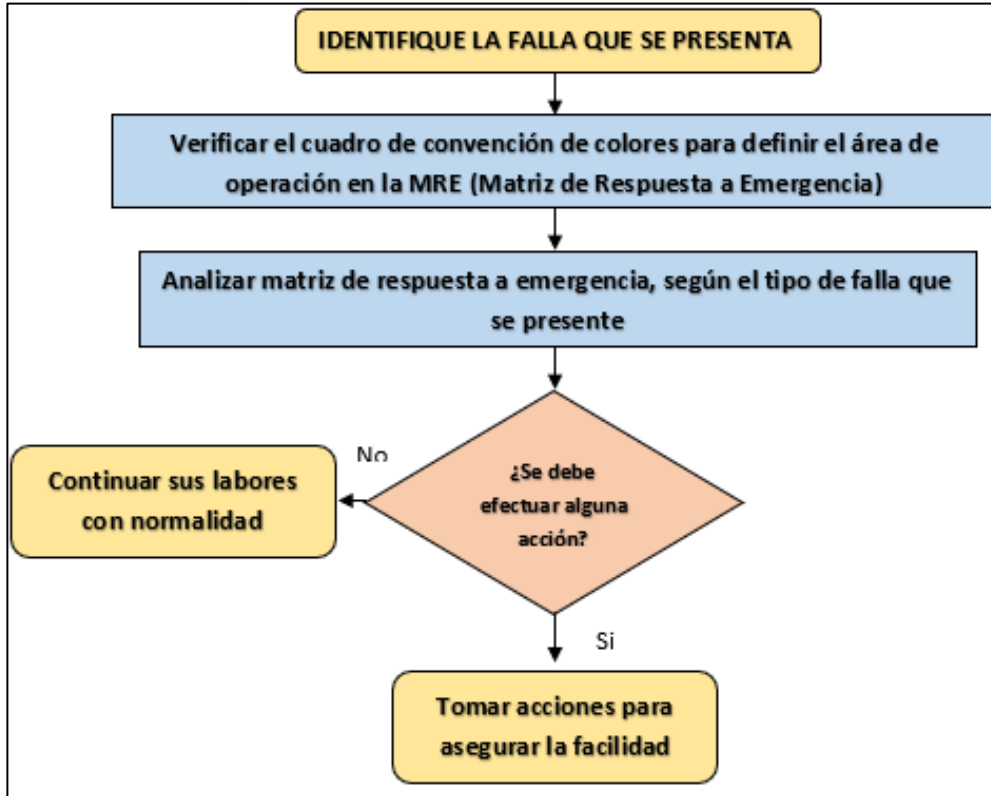 IDENTIFIQUE LA FALLA QUE SE PRESENTA
Verificar el cuadro de convención de colores para definir el área de
operación en la MRE (Matriz de Respuesta a Emergencia)
Analizar matriz de respuesta a emergencia, según el tipo de falla que
se presente
¿Se debe
efectuar alguna
acción?
No
Continuar sus labores
con normalidad
Si
Tomar acciones para
asegurar la facilidad